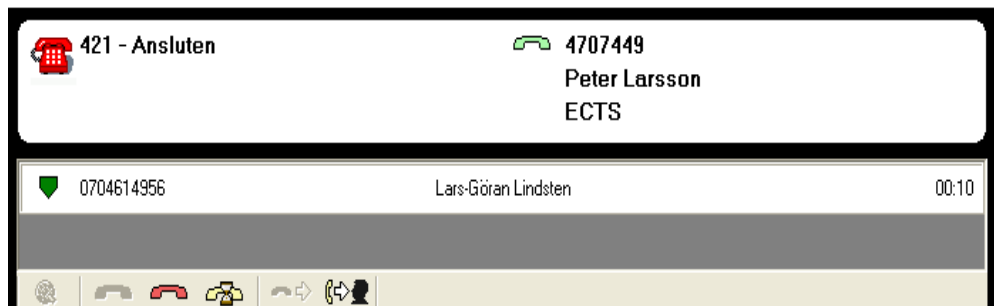 421 - Ansluten
4707449
Peter Larsson
ECTS
0704614956 Lars-Göran Lindsten 00:10